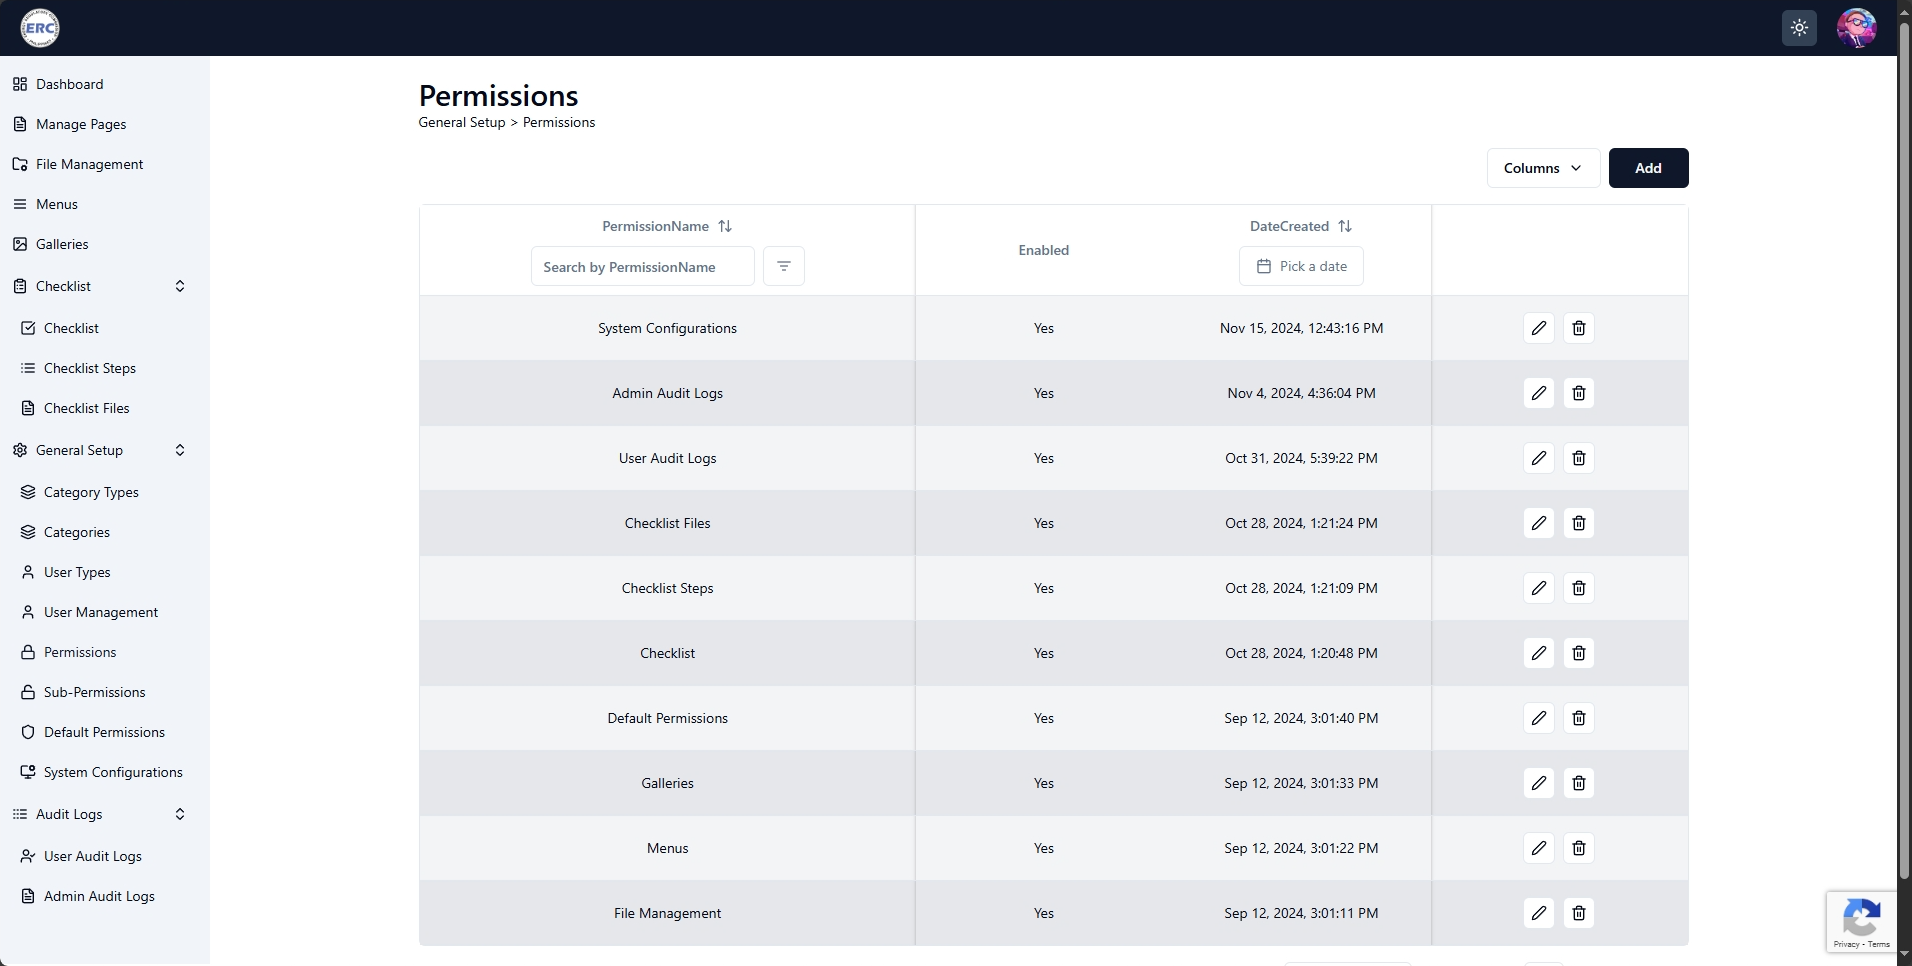 ERC
Dashboard
Manage Pages
File Management
Menus
Galleries
Checklist
Checklist
Checklist Steps
Checklist Files
General Setup
Category Types
Categories
User Types
User Management
Permissions
Sub-Permissions
Default Permissions
System Configurations
Audit Logs
User Audit Logs
Admin Audit Logs
Permissions
General Setup > Permissions
Columns Add
PermissionName Enabled DateCreated
Search by PermissionName Pick a date
System Configurations Yes Nov 15, 2024, 12:43:16 PM
Admin Audit Logs Yes Nov 4, 2024, 4:36:04 PM
User Audit Logs Yes Oct 31, 2024, 5:39:22 PM
Checklist Files Yes Oct 28, 2024, 1:21:24 PM
Checklist Steps Yes Oct 28, 2024, 1:21:09 PM
Checklist Yes Oct 28, 2024, 1:20:48 PM
Default Permissions Yes Sep 12, 2024, 3:01:40 PM
Galleries Yes Sep 12, 2024, 3:01:33 PM
Menus Yes Sep 12, 2024, 3:01:22 PM
File Management Yes Sep 12, 2024, 3:01:11 PM
Privacy - Terms